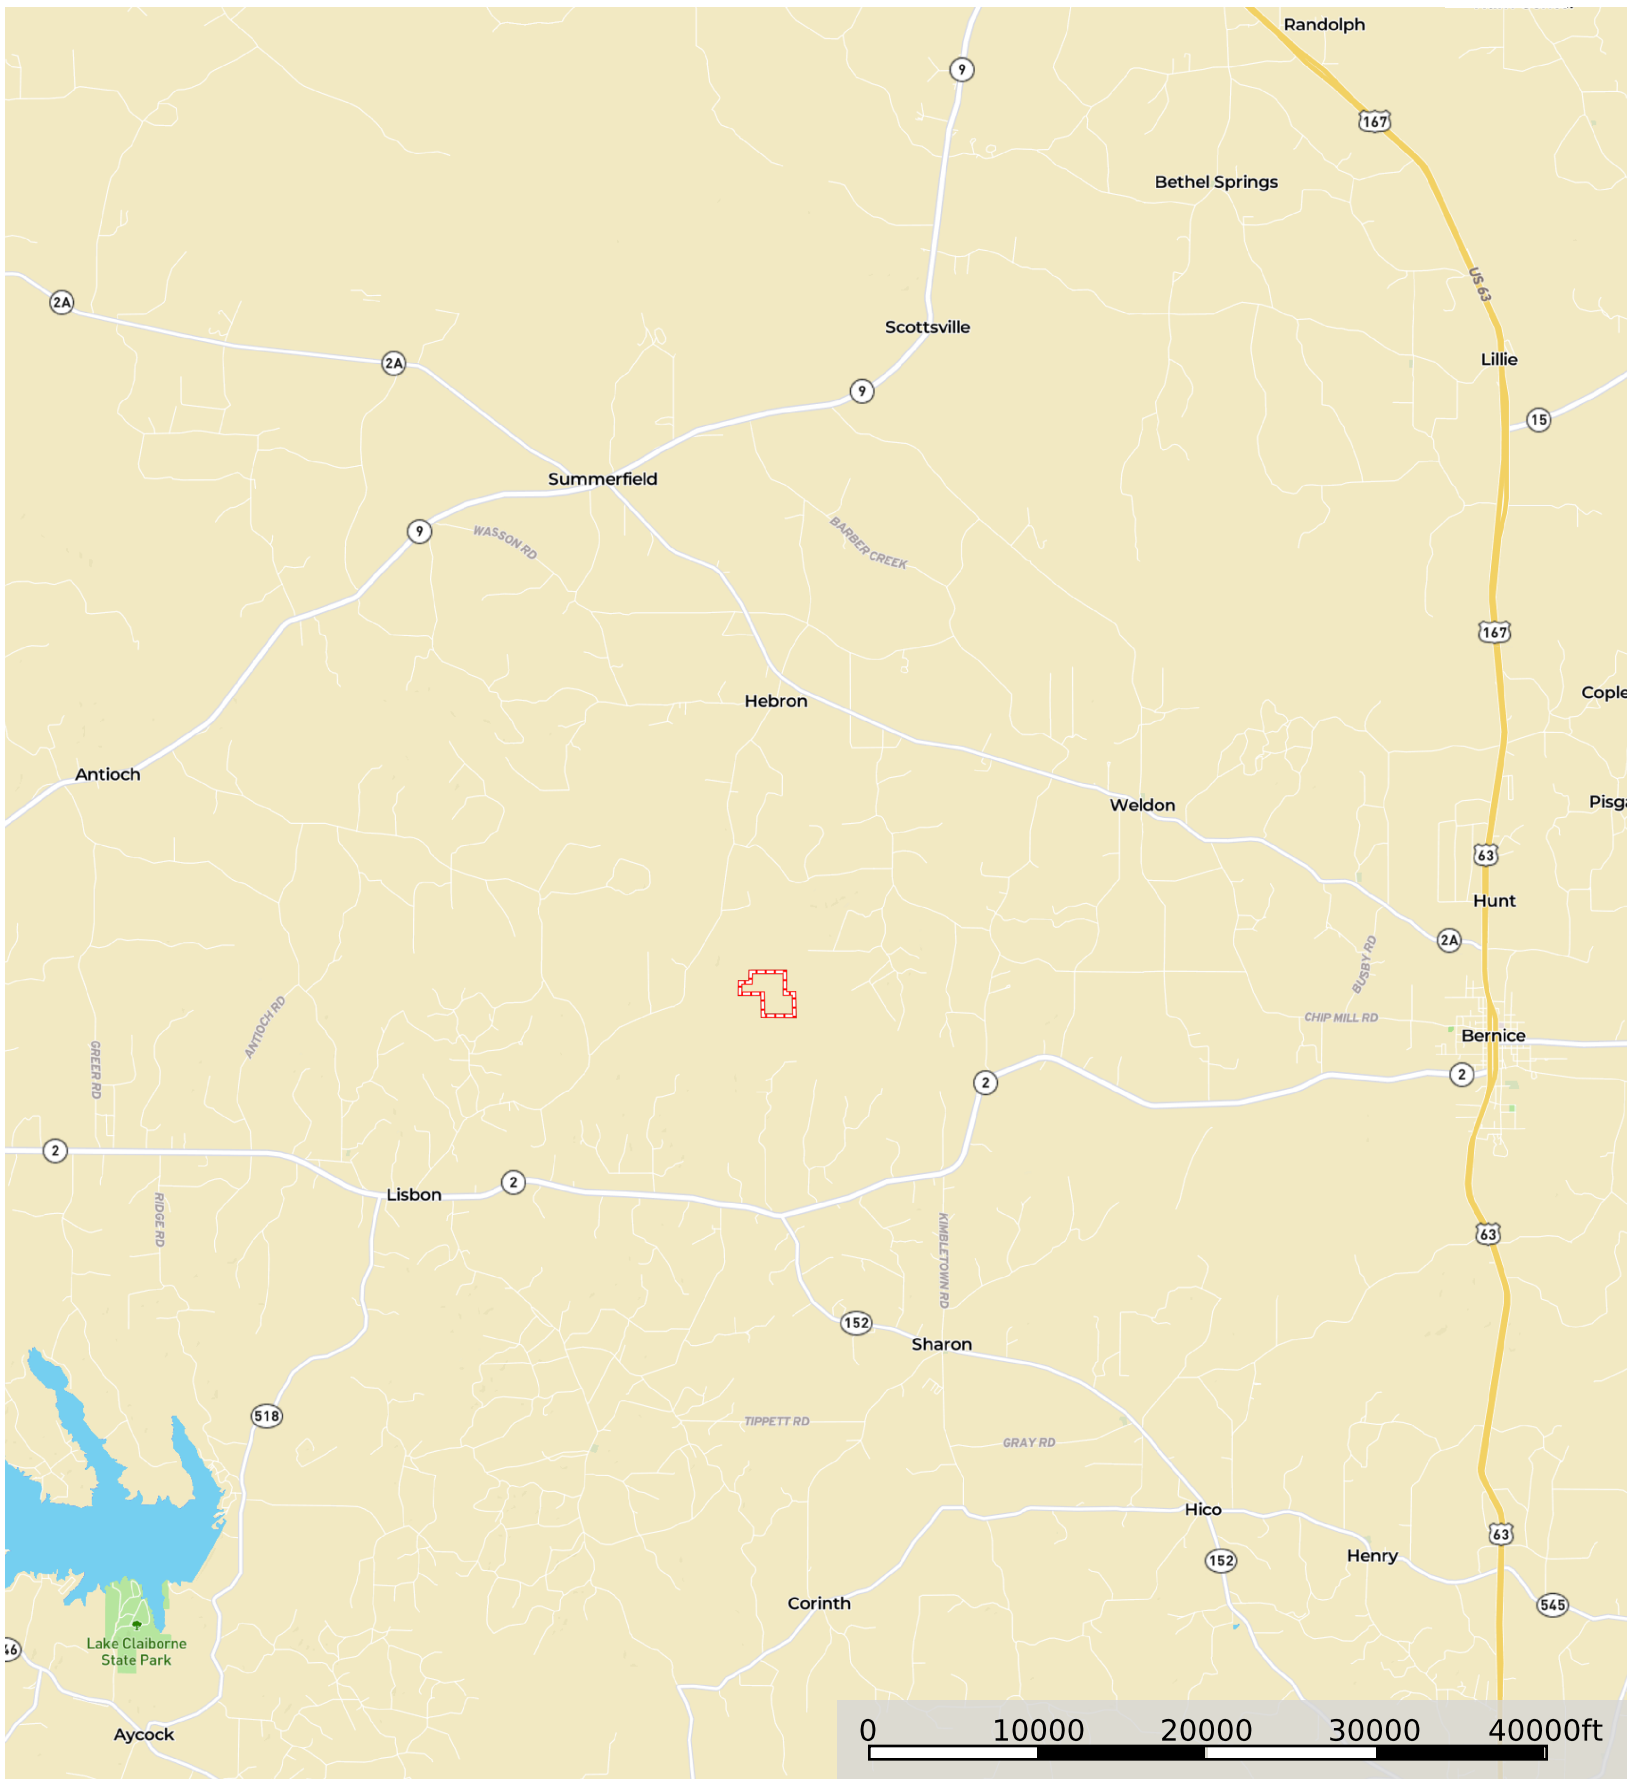 Randolph
9
167
Bethel Springs
US 63
2A
Scottsville
Lillie
2A
9
15
Summerfield
9
WASSON RD
BARBER CREEK
167
Cople
Hebron
Antioch
Pisga
Weldon
63
Hunt
2A
BUSBY RD
ANTIOCH RD
CHIP MILL RD
Bernice
GREER RD
2
2
2
2
Lisbon
RIDGE RD
KIMBLETOWN RD
63
152
Sharon
518
TIPPETT RD
GRAY RD
Hico
63
Henry
152
Corinth
545
Lake Claiborne
State Park
46
Aycock
0 10000 20000 30000 40000ft